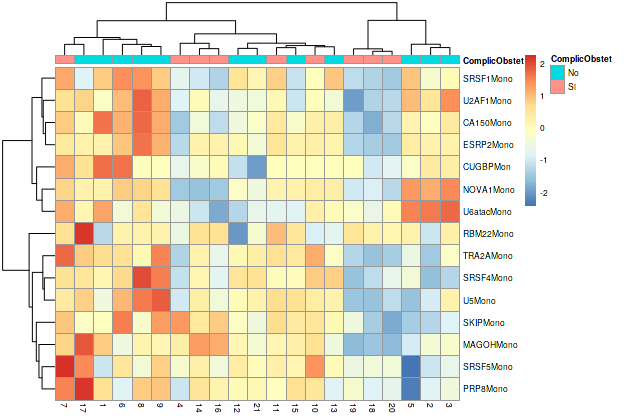 ComplicObstet
SRSF1Mono
U2AF1Mono
CA150Mono
ESRP2Mono
CUGBPMon
NOVA1Mono
U6atacMono
RBM22Mono
TRA2AMono
SRSF4Mono
U5Mono
SKIPMono
MAGOHMono
SRSF5Mono
PRP8Mono
7 17 1 6 8 9 4 14 16 12 21 11 15 10 13 19 18 20 5 2 3
2
1
0
-1
-2
ComplicObstet
No
SI